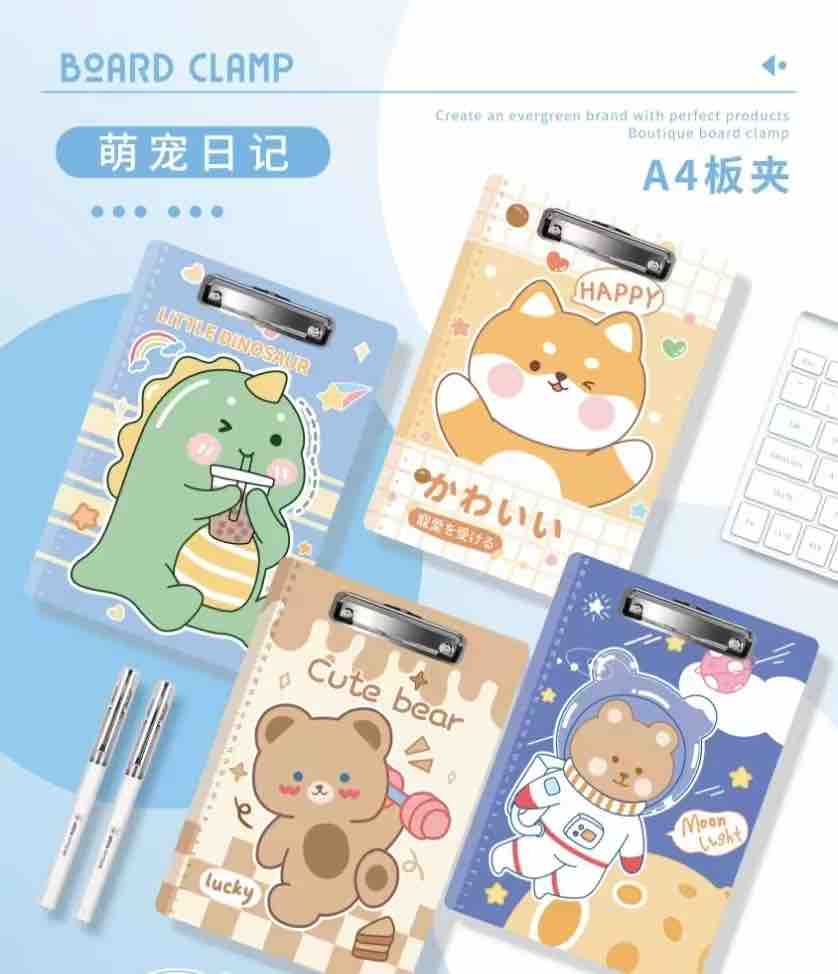 BOARD CLAMP
Create an evergreen brand with perfect products
Boutique board clamp
萌宠日记
A4板夹
HAPPY
LITTLE DINOSAUR
かわいい
寵愛を受ける
Cute bear
Moon
Light
lucky